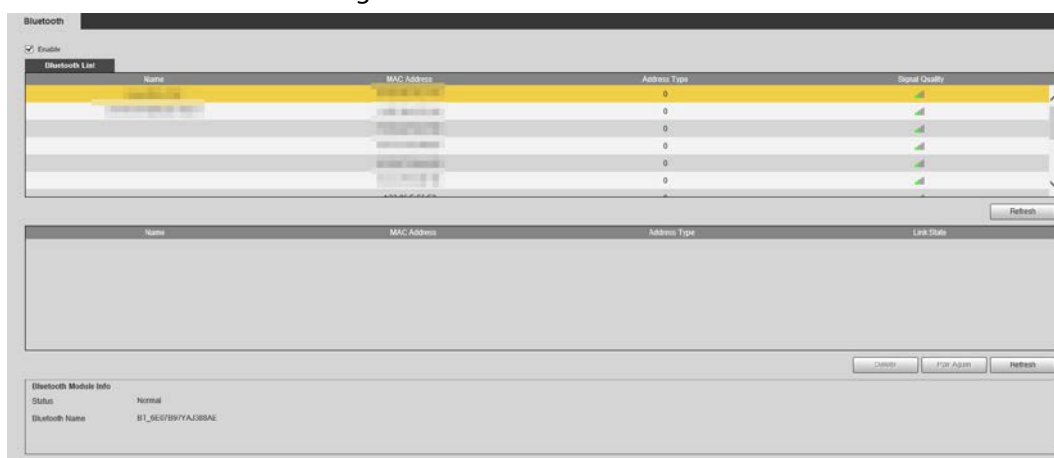 Bluetooth
Enable
Bluetooth List
Name MAC Address Address Type Signal Quality
0
0
0
0
0
0
Refresh
Name MAC Address Address Type Link State
Delete Pair Again Refresh
Bluetooth Module Info
Status Normal
Bluetooth Name